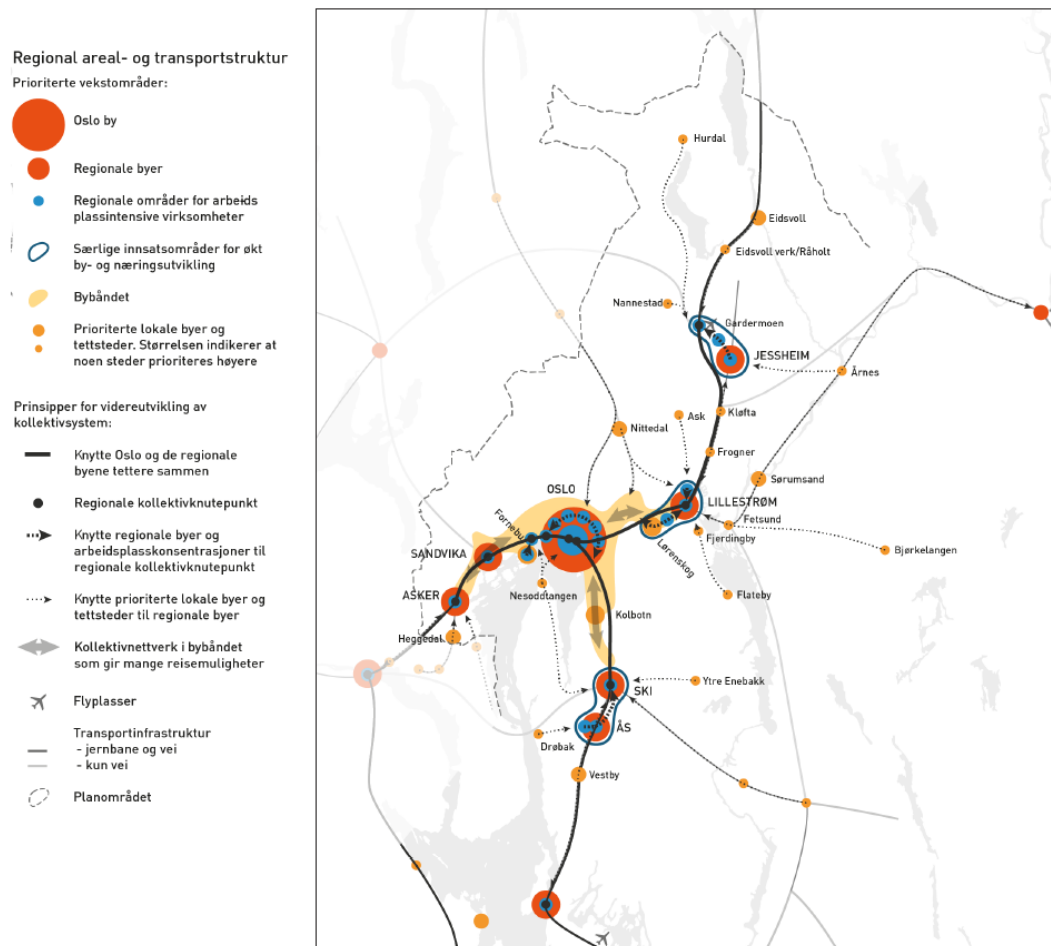 Regional areal- og transportstruktur
Prioriterte vekstområder:
Oslo by
Regionale byer
Regionale områder for arbeids
plassintensive virksomheter
Særlige innsatsområder for økt
by- og næringsutvikling
Bybåndet
Prioriterte lokale byer og
tettsteder. Størrelsen indikerer at
noen steder prioriteres høyere
Prinsipper for videreutvikling av
kollektivsystem:
Knytte Oslo og de regionale
byene tettere sammen
Regionale kollektivknutepunkt
Knytte regionale byer og
arbeidsplasskonsentrasjoner til
regionale kollektivknutepunkt
Knytte prioriterte lokale byer og
tettsteder til regionale byer
Kollektivnettverk i bybåndet
som gir mange reisemuligheter
Flyplasser
Transportinfrastruktur
- jernbane og vei
- kun vei
Planområdet
Hurdal
Eidsvoll
Eidsvoll verk/Råholt
Nannestad
Gardermoen
JESSHEIM
Årnes
Kløfta
Ask
Nittedal
Frogner
Sørumsand
OSLO
LILLESTRØM
Fornebu
Fetsund
Fjerdingby
Lørenskog
Bjørkelangen
SANDVIKA
ASKER
Nesoddtangen
Flateby
Kolbotn
Heggedal
Ytre Enebakk
SKI
ÅS
Drøbak
Vestby